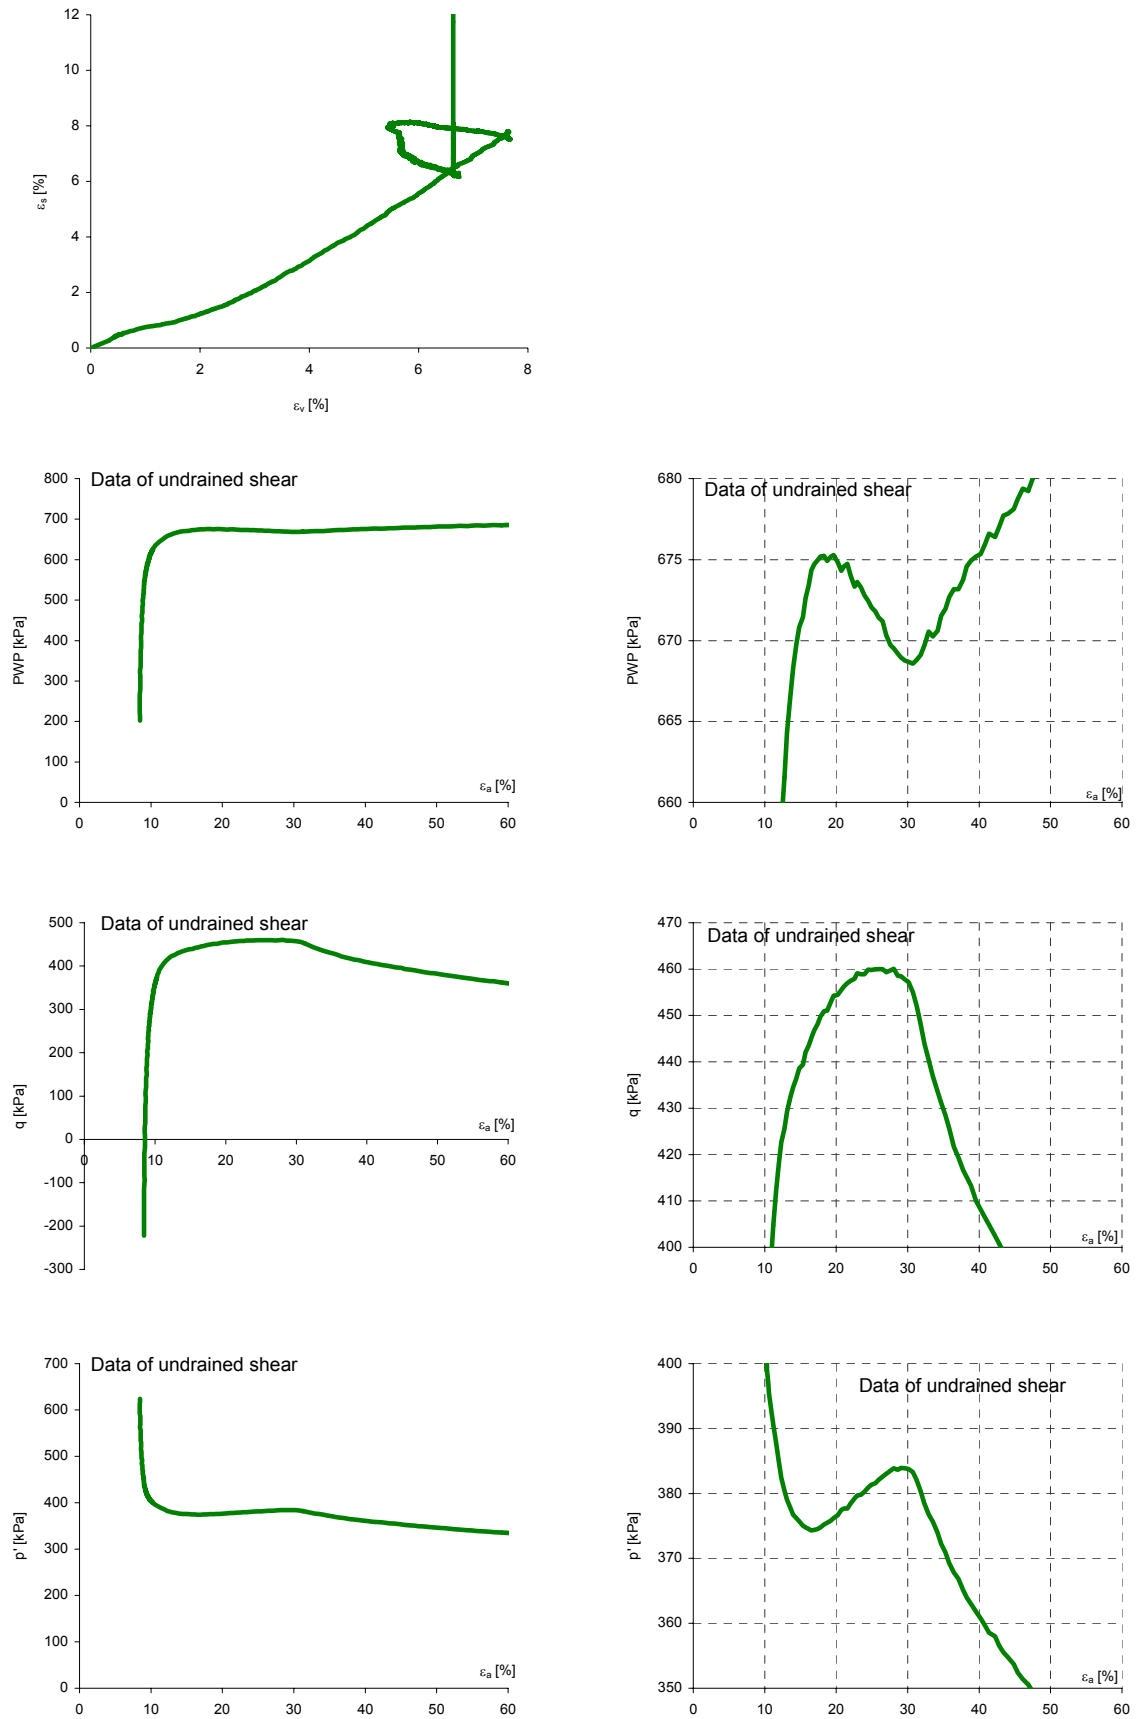 12
10
8
6
4
2
0
εs [%]
0 2 4 6 8
εv [%]
Data of undrained shear
800
700
600
500
400
300
200
100
0
PWP [kPa]
εa [%]
0 10 20 30 40 50 60
Data of undrained shear
680
675
670
665
660
PWP [kPa]
εa [%]
0 10 20 30 40 50 60
Data of undrained shear
500
400
300
200
100
0
-100
-200
-300
q [kPa]
εa [%]
0 10 20 30 40 50 60
Data of undrained shear
470
460
450
440
430
420
410
400
q [kPa]
εa [%]
0 10 20 30 40 50 60
Data of undrained shear
700
600
500
400
300
200
100
0
p' [kPa]
εa [%]
0 10 20 30 40 50 60
Data of undrained shear
400
390
380
370
360
350
p' [kPa]
εa [%]
0 10 20 30 40 50 60